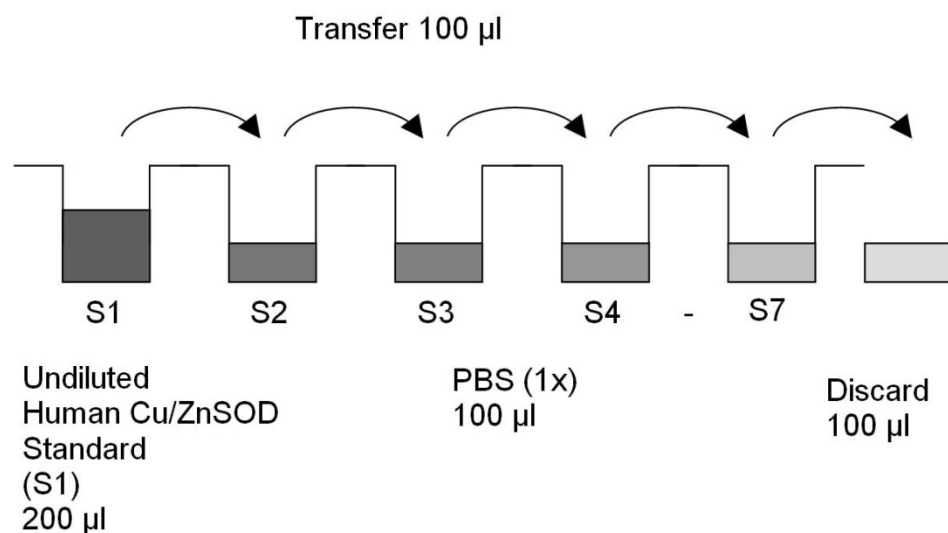 Transfer 100 µl
S1 S2 S3 S4 - S7
Undiluted
Human Cu/ZnSOD
Standard
(S1)
200 µl
PBS (1x)
100 µl
Discard
100 µl